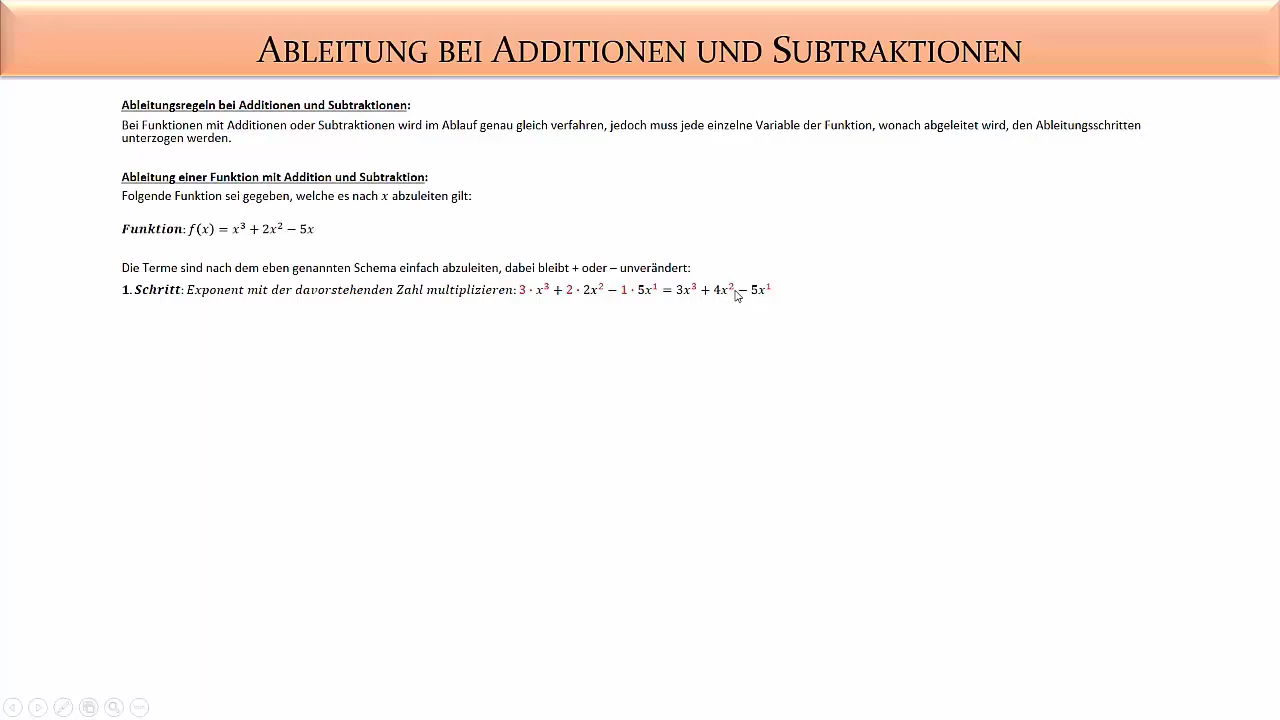 ABLEITUNG BEI ADDITIONEN UND SUBTRAKTIONEN
Ableitungsregeln bei Additionen und Subtraktionen:
Bei Funktionen mit Additionen oder Subtraktionen wird im Ablauf genau gleich verfahren, jedoch muss jede einzelne Variable der Funktion, wonach abgeleitet wird, den Ableitungsschritten
unterzogen werden.
Ableitung einer Funktion mit Addition und Subtraktion:
Folgende Funktion sei gegeben, welche es nach x abzuleiten gilt:
Funktion: f(x) = x³ + 2x² − 5x
Die Terme sind nach dem eben genannten Schema einfach abzuleiten, dabei bleibt + oder – unverändert:
1. Schritt: Exponent mit der davorstehenden Zahl multiplizieren: 3 · x³ + 2 · 2x² − 1 · 5x¹ = 3x³ + 4x² − 5x¹